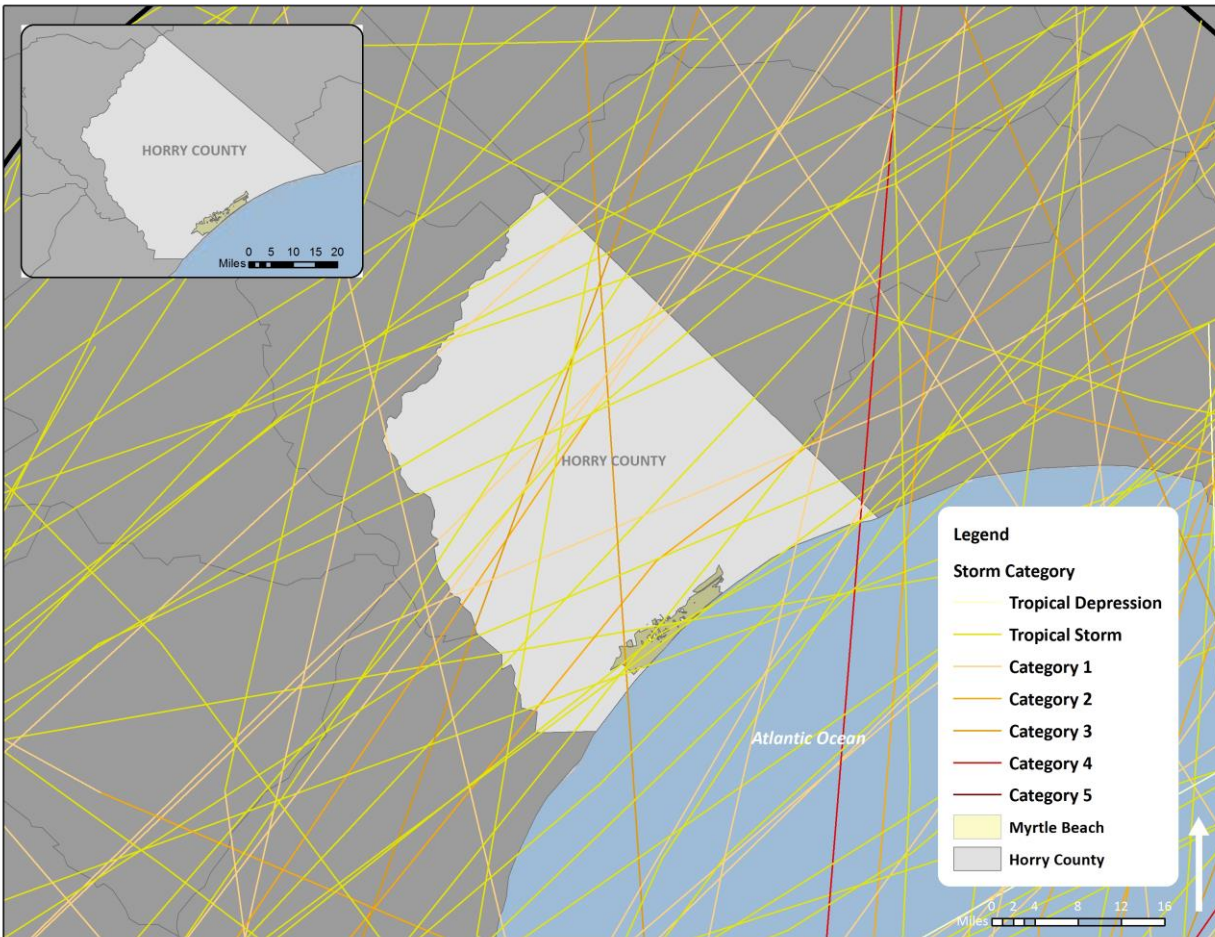 HORRY COUNTY
0 5 10 15 20
Miles
HORRY COUNTY
Atlantic Ocean
Legend
Storm Category
Tropical Depression
Tropical Storm
Category 1
Category 2
Category 3
Category 4
Category 5
Myrtle Beach
Horry County
0 2 4 8 12 16
Miles